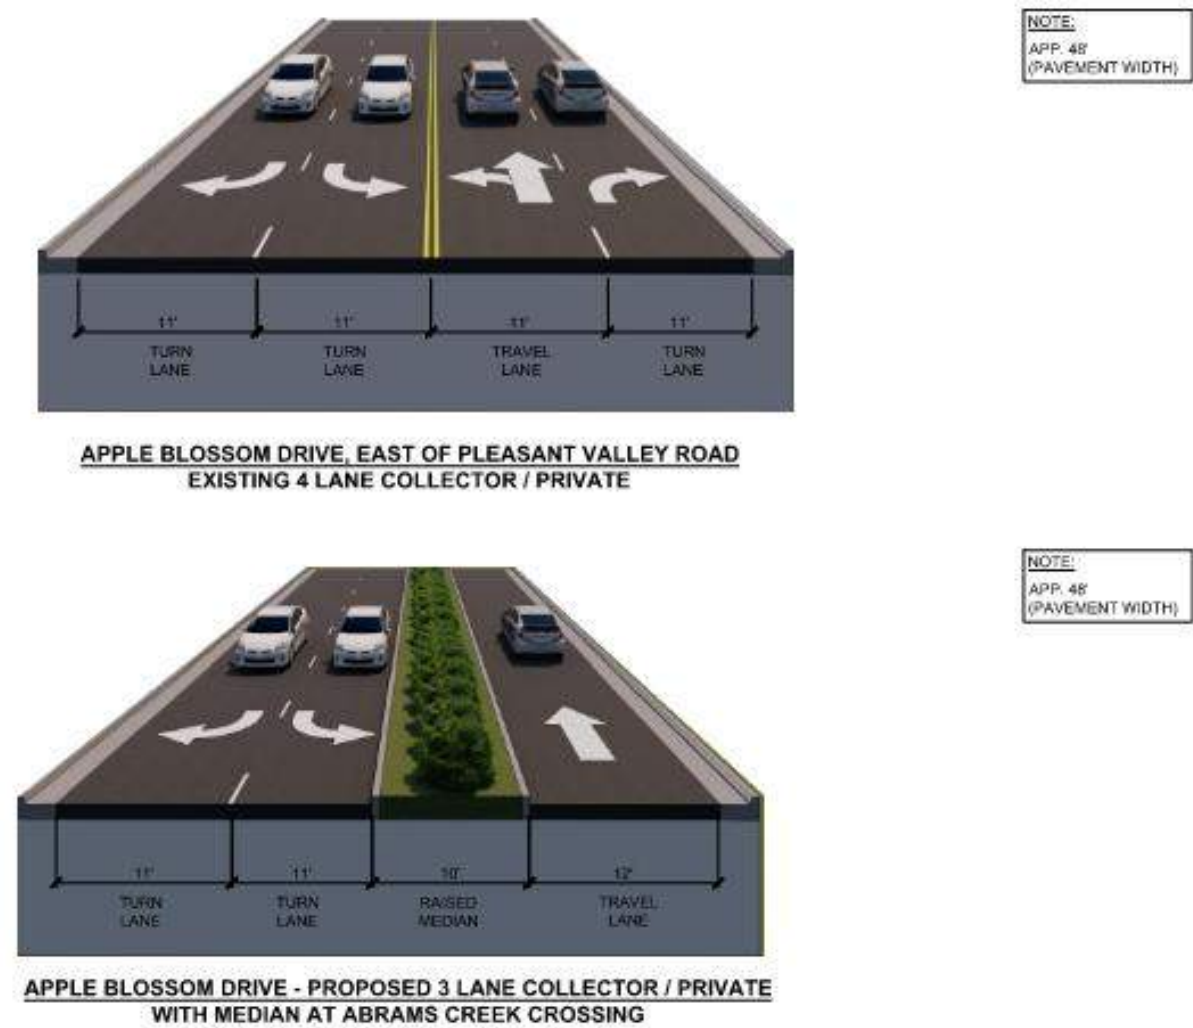 NOTE:
APP. 48'
(PAVEMENT WIDTH)
11' 11' 11' 11'
TURN TURN TRAVEL TURN
LANE LANE LANE LANE
APPLE BLOSSOM DRIVE, EAST OF PLEASANT VALLEY ROAD
EXISTING 4 LANE COLLECTOR / PRIVATE
NOTE:
APP. 48'
(PAVEMENT WIDTH)
11' 11' 10' 12'
TURN TURN RAISED TRAVEL
LANE LANE MEDIAN LANE
APPLE BLOSSOM DRIVE - PROPOSED 3 LANE COLLECTOR / PRIVATE
WITH MEDIAN AT ABRAMS CREEK CROSSING